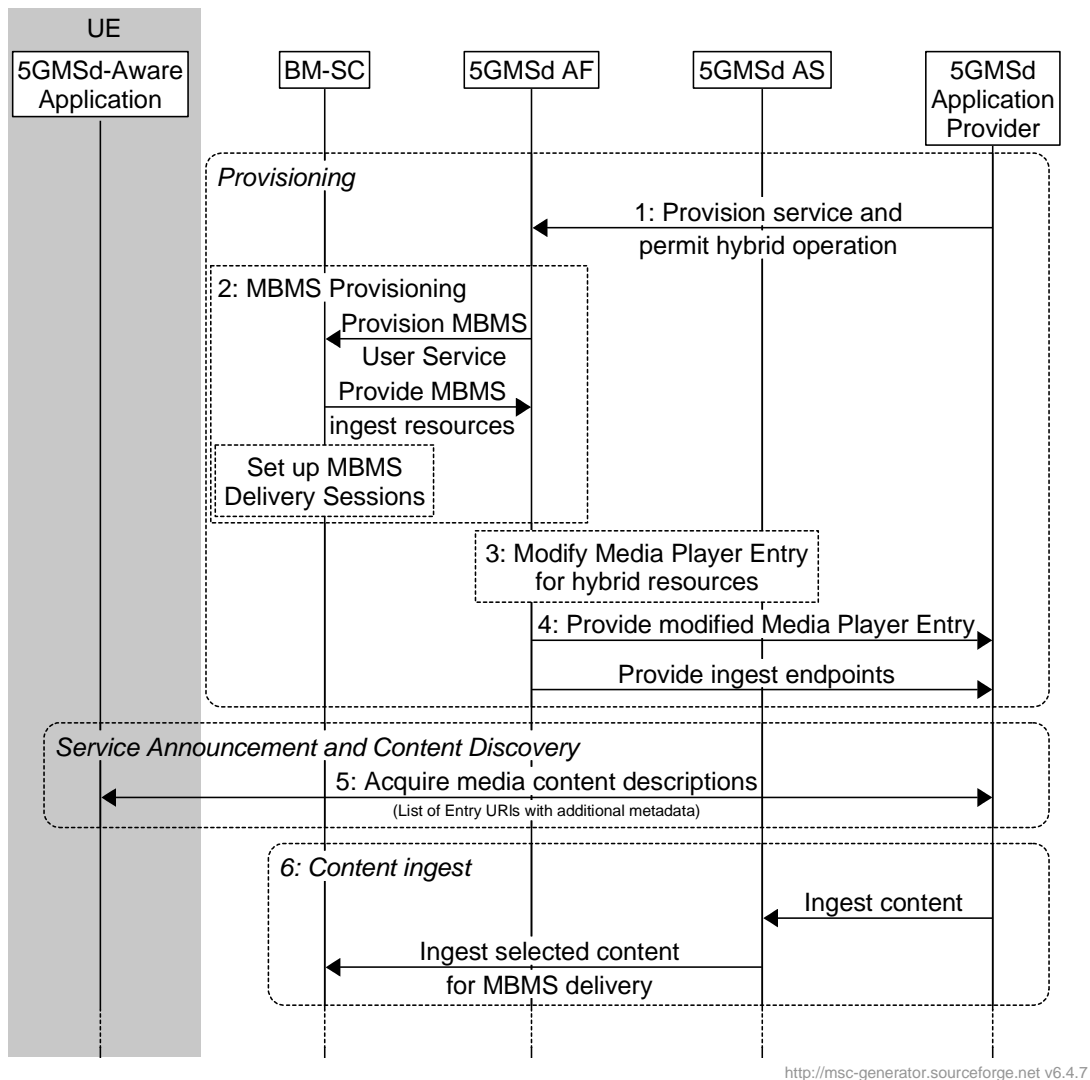 UE
5GMSd-Aware
Application
BM-SC
5GMSd AF
5GMSd AS
5GMSd
Application
Provider
Provisioning
1: Provision service and
permit hybrid operation
2: MBMS Provisioning
Provision MBMS
User Service
Provide MBMS
ingest resources
Set up MBMS
Delivery Sessions
3: Modify Media Player Entry
for hybrid resources
4: Provide modified Media Player Entry
Provide ingest endpoints
Service Announcement and Content Discovery
5: Acquire media content descriptions
(List of Entry URIs with additional metadata)
6: Content ingest
Ingest content
Ingest selected content
for MBMS delivery
http://msc-generator.sourceforge.net v6.4.7